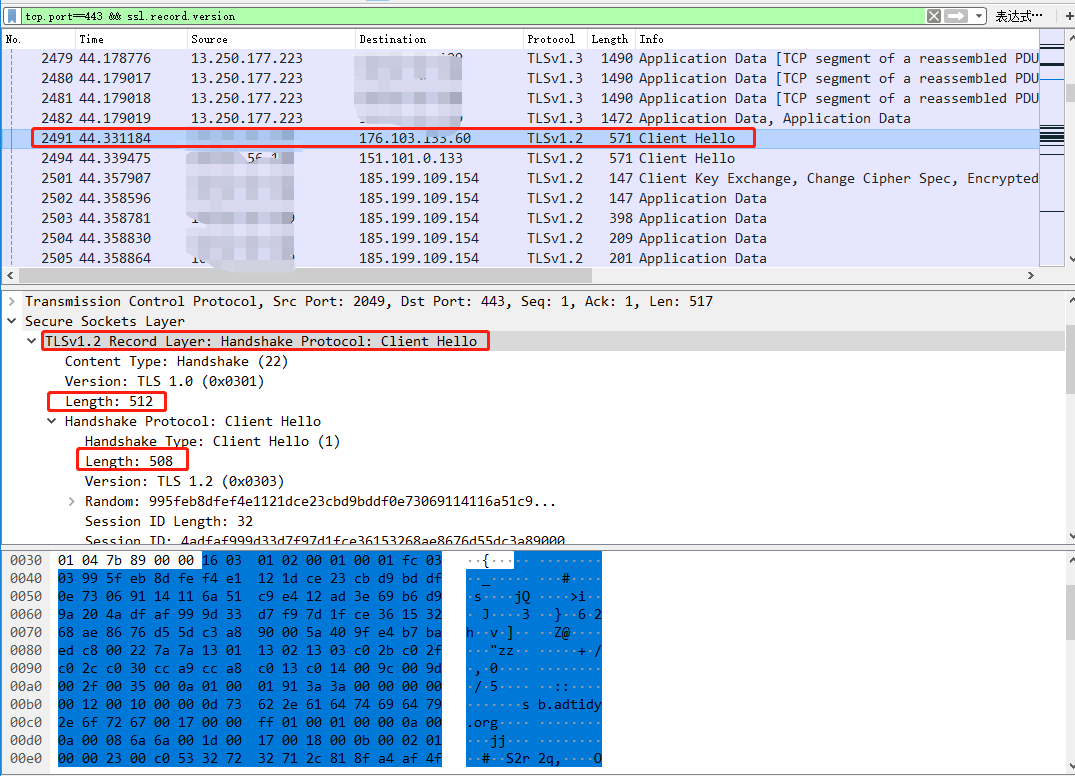 tcp.port==443 && ssl.record.version 表达式… +
No. Time Source Destination Protocol Length Info
2479 44.178776 13.250.177.223 TLSv1.3 1490 Application Data [TCP segment of a reassembled PDU
2480 44.179017 13.250.177.223 TLSv1.3 1490 Application Data [TCP segment of a reassembled PDU
2481 44.179018 13.250.177.223 TLSv1.3 1490 Application Data [TCP segment of a reassembled PDU
2482 44.179019 13.250.177.223 TLSv1.3 1472 Application Data, Application Data
2491 44.331184 176.103.133.60 TLSv1.2 571 Client Hello
2494 44.339475 151.101.0.133 TLSv1.2 571 Client Hello
2501 44.357907 185.199.109.154 TLSv1.2 147 Client Key Exchange, Change Cipher Spec, Encrypted
2502 44.358596 185.199.109.154 TLSv1.2 147 Application Data
2503 44.358781 185.199.109.154 TLSv1.2 398 Application Data
2504 44.358830 185.199.109.154 TLSv1.2 209 Application Data
2505 44.358864 185.199.109.154 TLSv1.2 201 Application Data
Transmission Control Protocol, Src Port: 2049, Dst Port: 443, Seq: 1, Ack: 1, Len: 517
Secure Sockets Layer
TLSv1.2 Record Layer: Handshake Protocol: Client Hello
Content Type: Handshake (22)
Version: TLS 1.0 (0x0301)
Length: 512
Handshake Protocol: Client Hello
Handshake Type: Client Hello (1)
Length: 508
Version: TLS 1.2 (0x0303)
Random: 995feb8dfef4e1121dce23cbd9bddf0e73069114116a51c9...
Session ID Length: 32
Session ID: 4adfaf999d33d7f97d1fce36153268ae8676d55dc3a89000
0030 01 04 7b 89 00 00 16 03 01 02 00 01 00 01 fc 03 ··{····· ········
0040 03 99 5f eb 8d fe f4 e1 12 1d ce 23 cb d9 bd df ··_····· ···#····
0050 0e 73 06 91 14 11 6a 51 c9 e4 12 ad 3e 69 b6 d9 ·s····jQ ····>i··
0060 9a 20 4a df af 99 9d 33 d7 f9 7d 1f ce 36 15 32 · J····3 ··}··6·2
0070 68 ae 86 76 d5 5d c3 a8 90 00 5a 40 9f e4 b7 ba h··v·]·· ··Z@····
0080 ed c8 00 22 7a 7a 13 01 13 02 13 03 c0 2b c0 2f ···"zz·· ·····+·/
0090 c0 2c c0 30 cc a9 cc a8 c0 13 c0 14 00 9c 00 9d ·,·0···· ········
00a0 00 2f 00 35 00 0a 01 00 01 91 3a 3a 00 00 00 00 ·/·5···· ··::····
00b0 00 12 00 10 00 00 0d 73 62 2e 61 64 74 69 64 79 ·······s b.adtidy
00c0 2e 6f 72 67 00 17 00 00 ff 01 00 01 00 00 0a 00 .org···· ········
00d0 0a 00 08 6a 6a 00 1d 00 17 00 18 00 0b 00 02 01 ···jj··· ········
00e0 00 00 23 00 c0 53 32 72 32 71 2c 81 8f a4 af 4f ··#··S2r 2q,····O